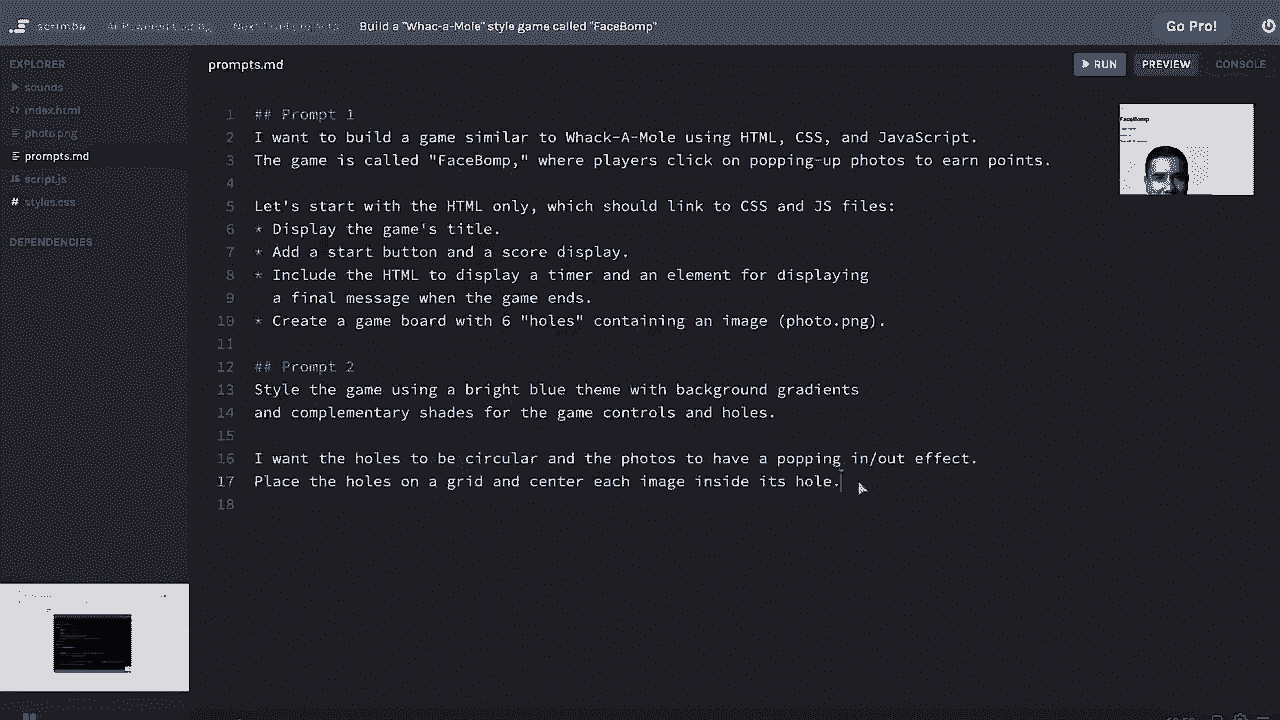 scrimba Build a "Whac-a-Mole" style game called "FaceBomp" Go Pro!
EXPLORER
sounds
index.html
photo.png
prompts.md
script.js
styles.css
DEPENDENCIES
prompts.md
RUN PREVIEW CONSOLE
1 ## Prompt 1
2 I want to build a game similar to Whack-A-Mole using HTML, CSS, and JavaScript.
3 The game is called "FaceBomp," where players click on popping-up photos to earn points.
4
5 Let's start with the HTML only, which should link to CSS and JS files:
6 * Display the game's title.
7 * Add a start button and a score display.
8 * Include the HTML to display a timer and an element for displaying
9 a final message when the game ends.
10 * Create a game board with 6 "holes" containing an image (photo.png).
11
12 ## Prompt 2
13 Style the game using a bright blue theme with background gradients
14 and complementary shades for the game controls and holes.
15
16 I want the holes to be circular and the photos to have a popping in/out effect.
17 Place the holes on a grid and center each image inside its hole.
18
FaceBomp